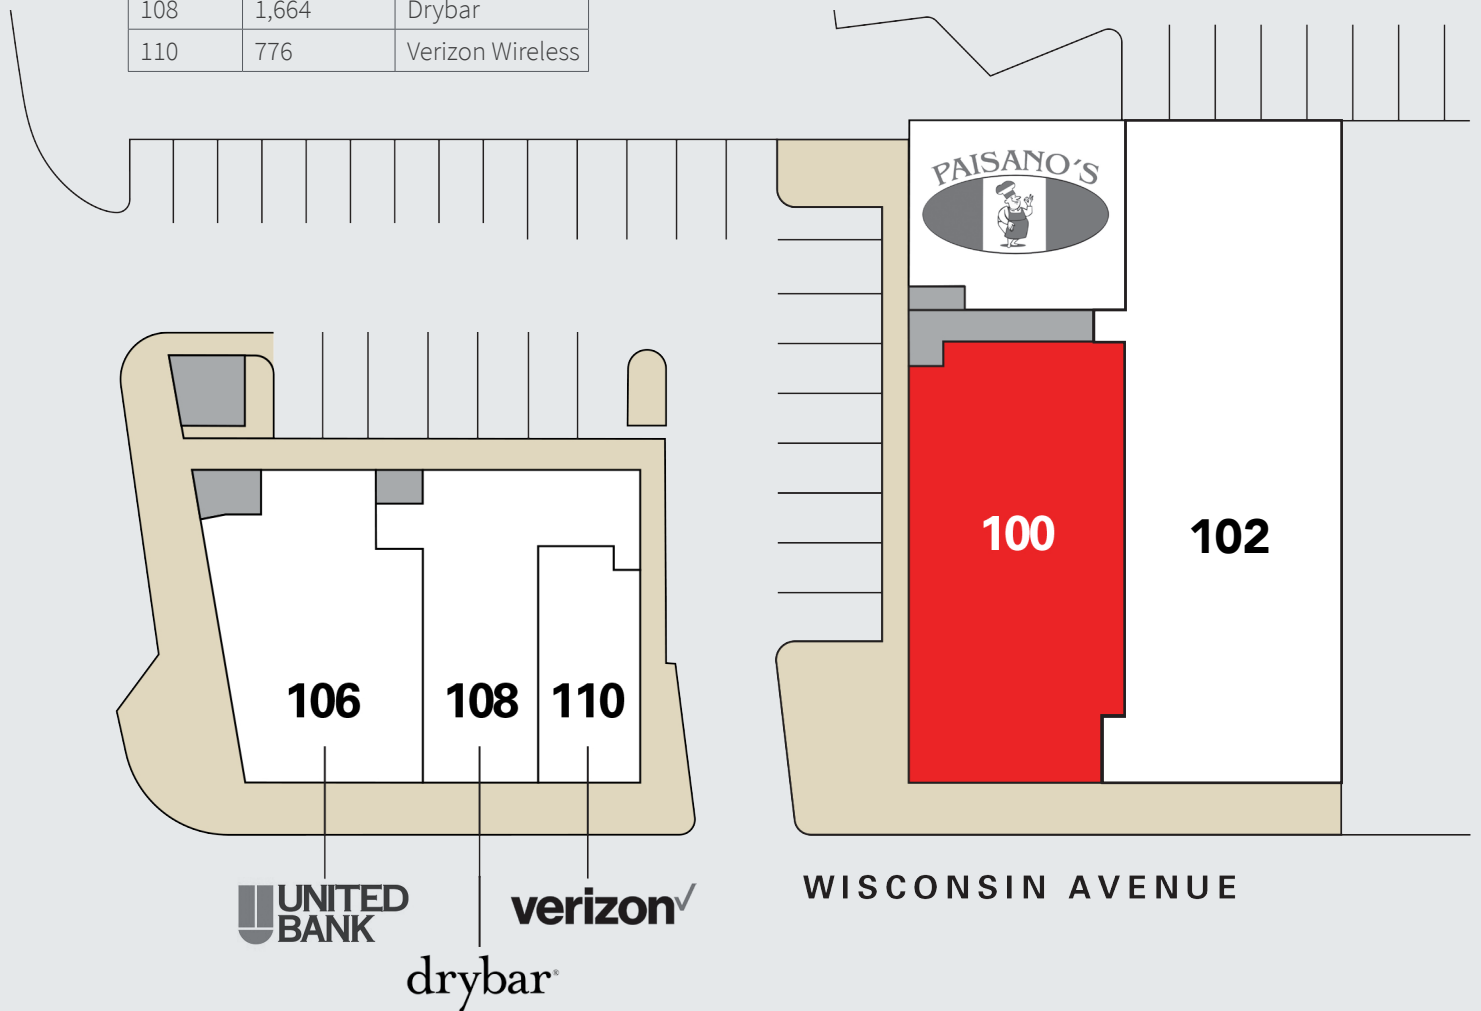 108 1,664 Drybar
110 776 Verizon Wireless
PAISANO'S
100
102
106 108 110
UNITED
BANK
verizon✓
drybar®
WISCONSIN AVENUE